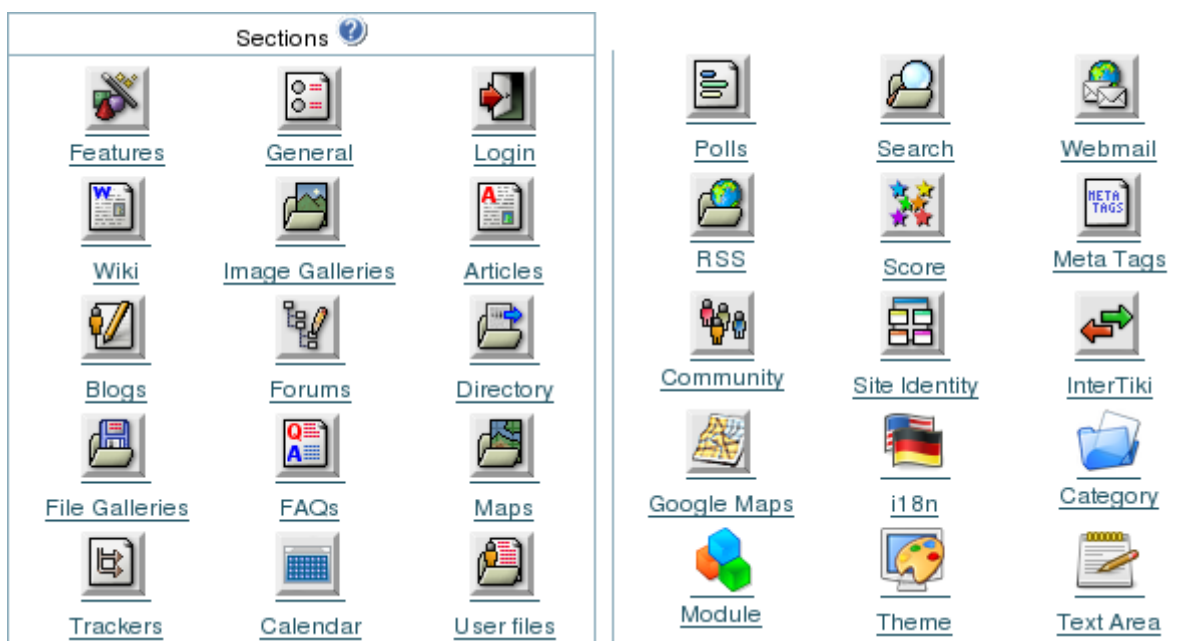 Sections
Features General Login
Wiki Image Galleries Articles
Blogs Forums Directory
File Galleries FAQs Maps
Trackers Calendar User files
Polls Search Webmail
META TAGS
RSS Score Meta Tags
Community Site Identity InterTiki
Google Maps i18n Category
Module Theme Text Area